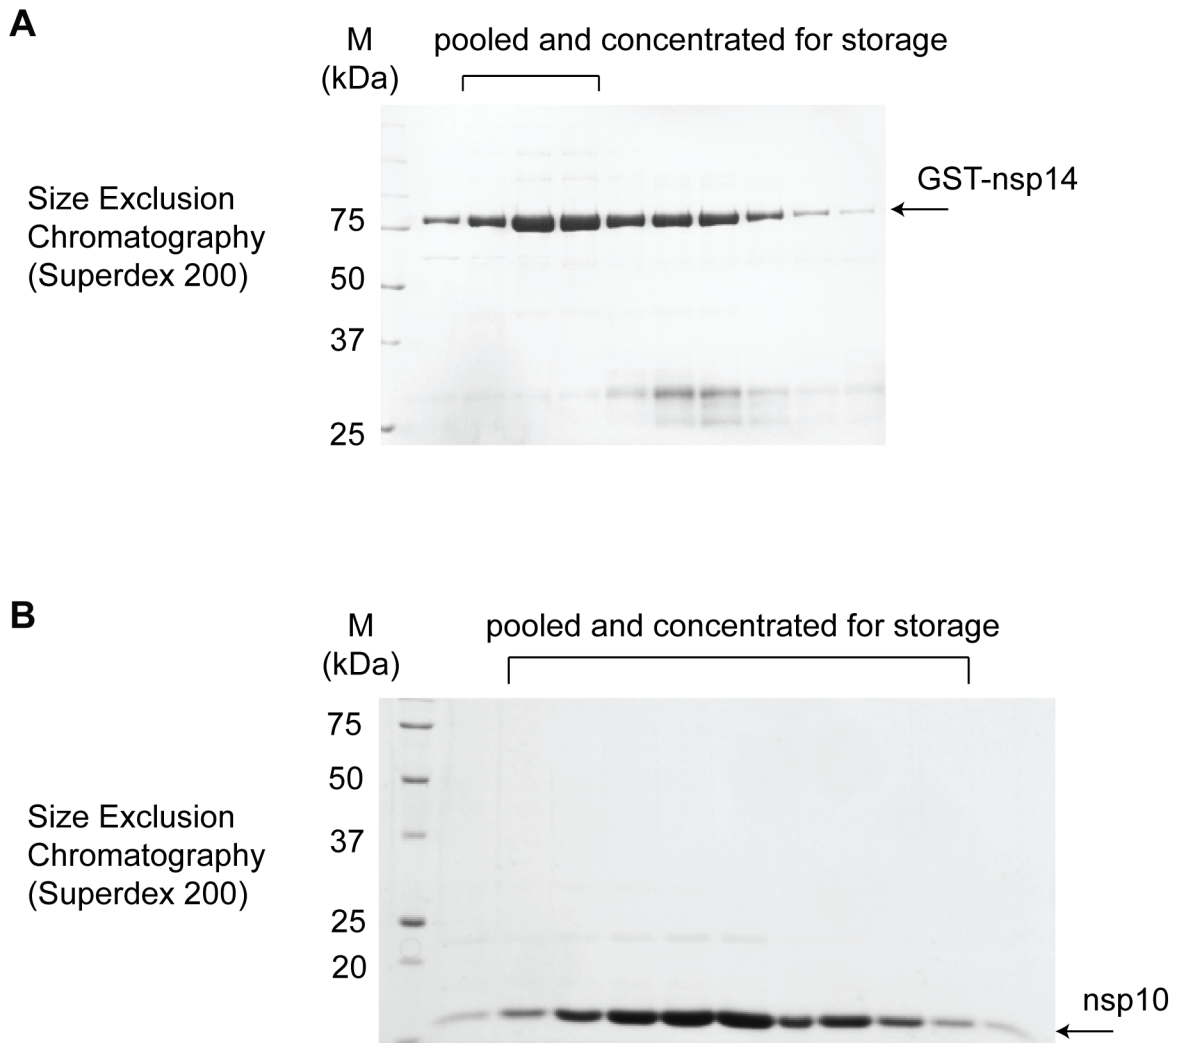 A
M
(kDa)
pooled and concentrated for storage
Size Exclusion
Chromatography
(Superdex 200)
75
50
37
25
GST-nsp14
B
M
(kDa)
pooled and concentrated for storage
Size Exclusion
Chromatography
(Superdex 200)
75
50
37
25
20
nsp10